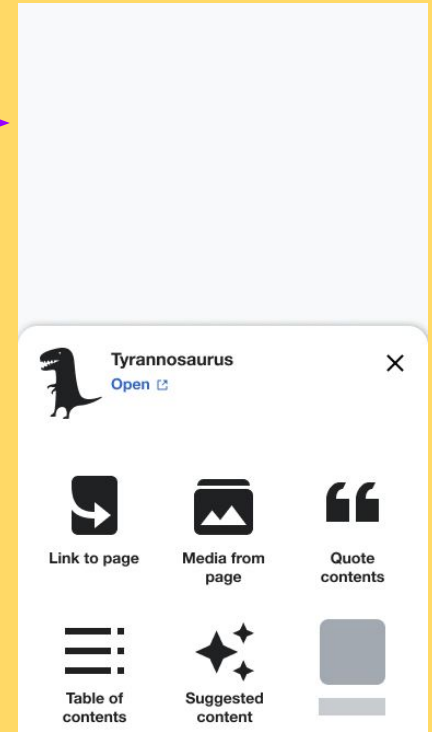 Tyrannosaurus
Open
Link to page
Media from
page
Quote
contents
Table of
contents
Suggested
content